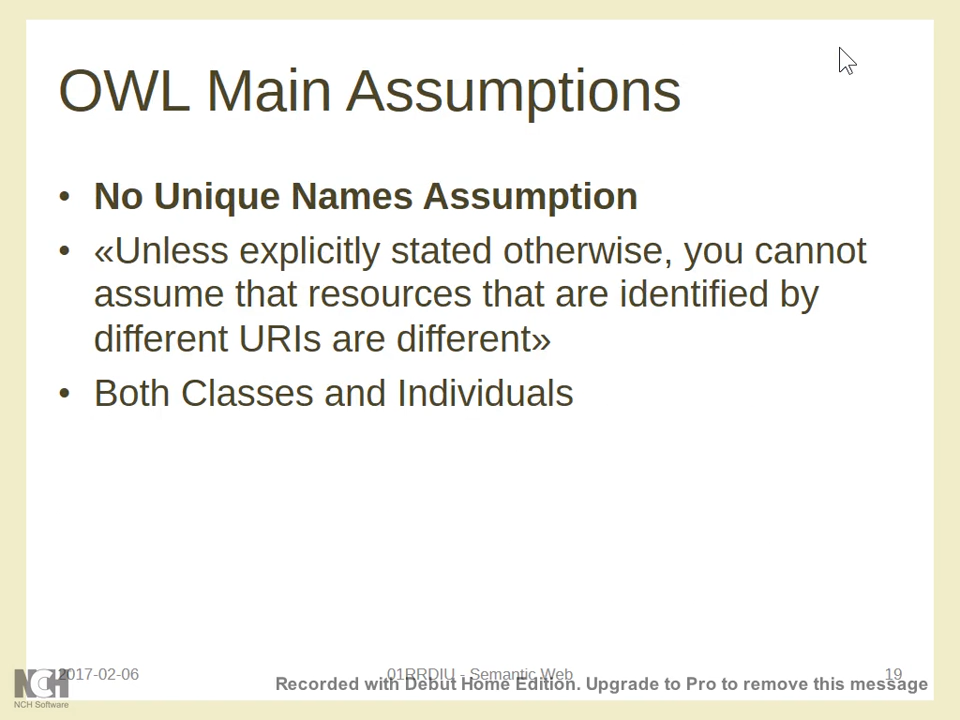 OWL Main Assumptions
• No Unique Names Assumption
• «Unless explicitly stated otherwise, you cannot
assume that resources that are identified by
different URIs are different»
• Both Classes and Individuals
2017-02-06
01RRDIU - Semantic Web
19
NCH
NCH Software
Recorded with Debut Home Edition. Upgrade to Pro to remove this message